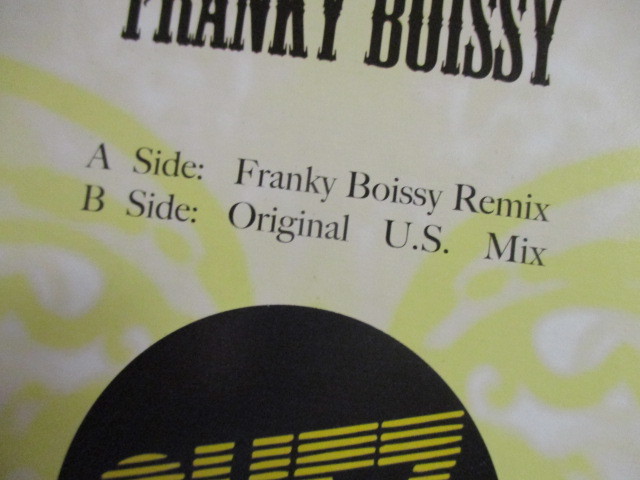 FRANKY BOISSY
A Side: Franky Boissy Remix
B Side: Original U.S. Mix